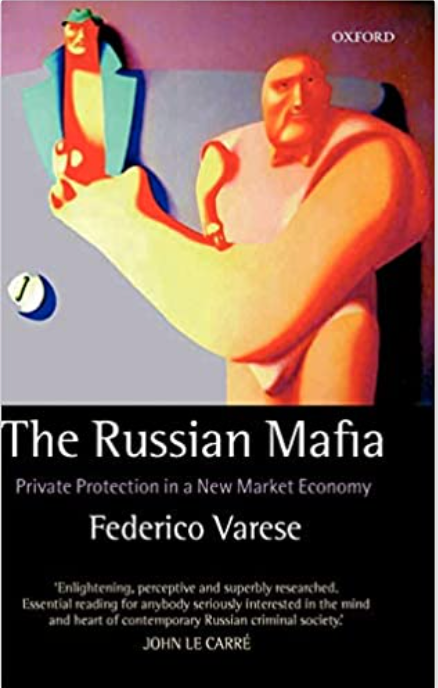 OXFORD
1
The Russian Mafia
Private Protection in a New Market Economy
Federico Varese
'Enlightening, perceptive and superbly researched.
Essential reading for anybody seriously interested in the mind
and heart of contemporary Russian criminal society.'
JOHN LE CARRÉ